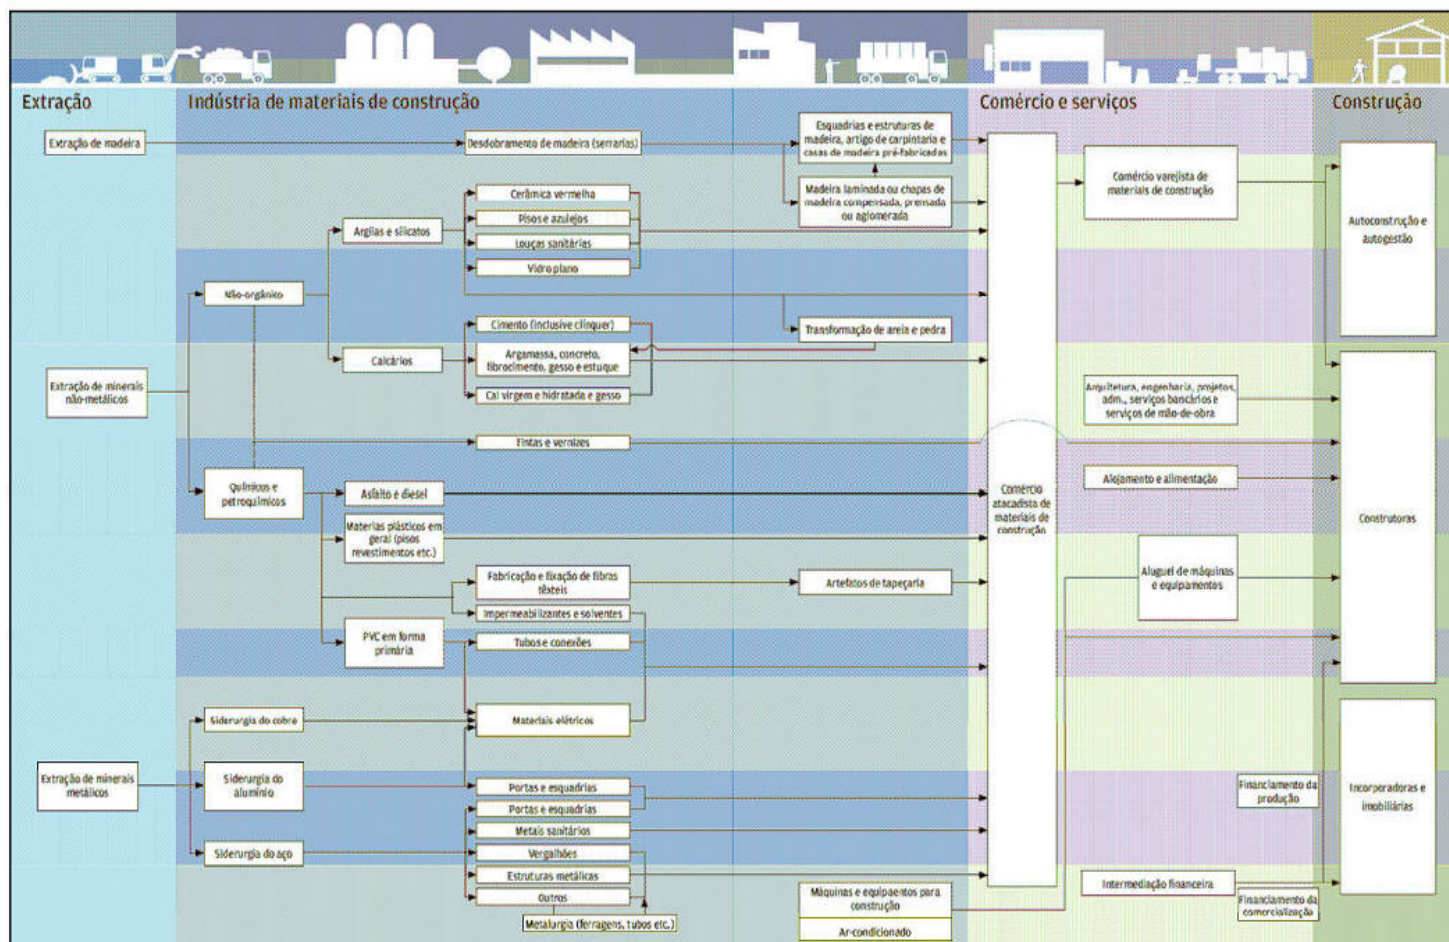 Extração
Indústria de materiais de construção
Comércio e serviços
Construção
Extração de madeira
Desdobramento de madeira (serrarias)
Esquadrias e estruturas de
madeira, artigo de carpintaria e
casas de madeira pré-fabricadas
Madeira laminada ou chapas de
madeira compensada, prensada
ou aglomerada
Comércio varejista de
materiais de construção
Autoconstrução e
autogestão
Cerâmica vermelha
Pisos e azulejos
Louças sanitárias
Vidro plano
Argilas e silicatos
Não-orgânico
Cimento (inclusive clínquer)
Transformação de areia e pedra
Argamassa, concreto,
fibrocimento, gesso e estuque
Calcários
Cal virgem e hidratada e gesso
Extração de minerais
não-metálicos
Arquitetura, engenharia, projetos,
adm., serviços bancários e
serviços de mão-de-obra
Tintas e vernizes
Químicos e
petroquímicos
Asfalto e diesel
Materias plásticos em
geral (pisos
revestimentos etc.)
Comércio
atacadista de
materiais de
construção
Alojamento e alimentação
Construtoras
Fabricação e fixação de fibras
têxteis
Artefatos de tapeçaria
Aluguel de máquinas
e equipamentos
Impermeabilizantes e solventes
PVC em forma
primária
Tubos e conexões
Siderurgia do cobre
Materiais elétricos
Extração de minerais
metálicos
Siderurgia do
alumínio
Portas e esquadrias
Portas e esquadrias
Metais sanitários
Siderurgia do aço
Vergalhões
Estruturas metálicas
Outros
Metalurgia (ferragens, tubos etc.)
Máquinas e equipaentos para
construção
Ar-condicionado
Financiamento da
produção
Incorporadoras e
imobiliárias
Intermediação financeira
Financiamento da
comercialização